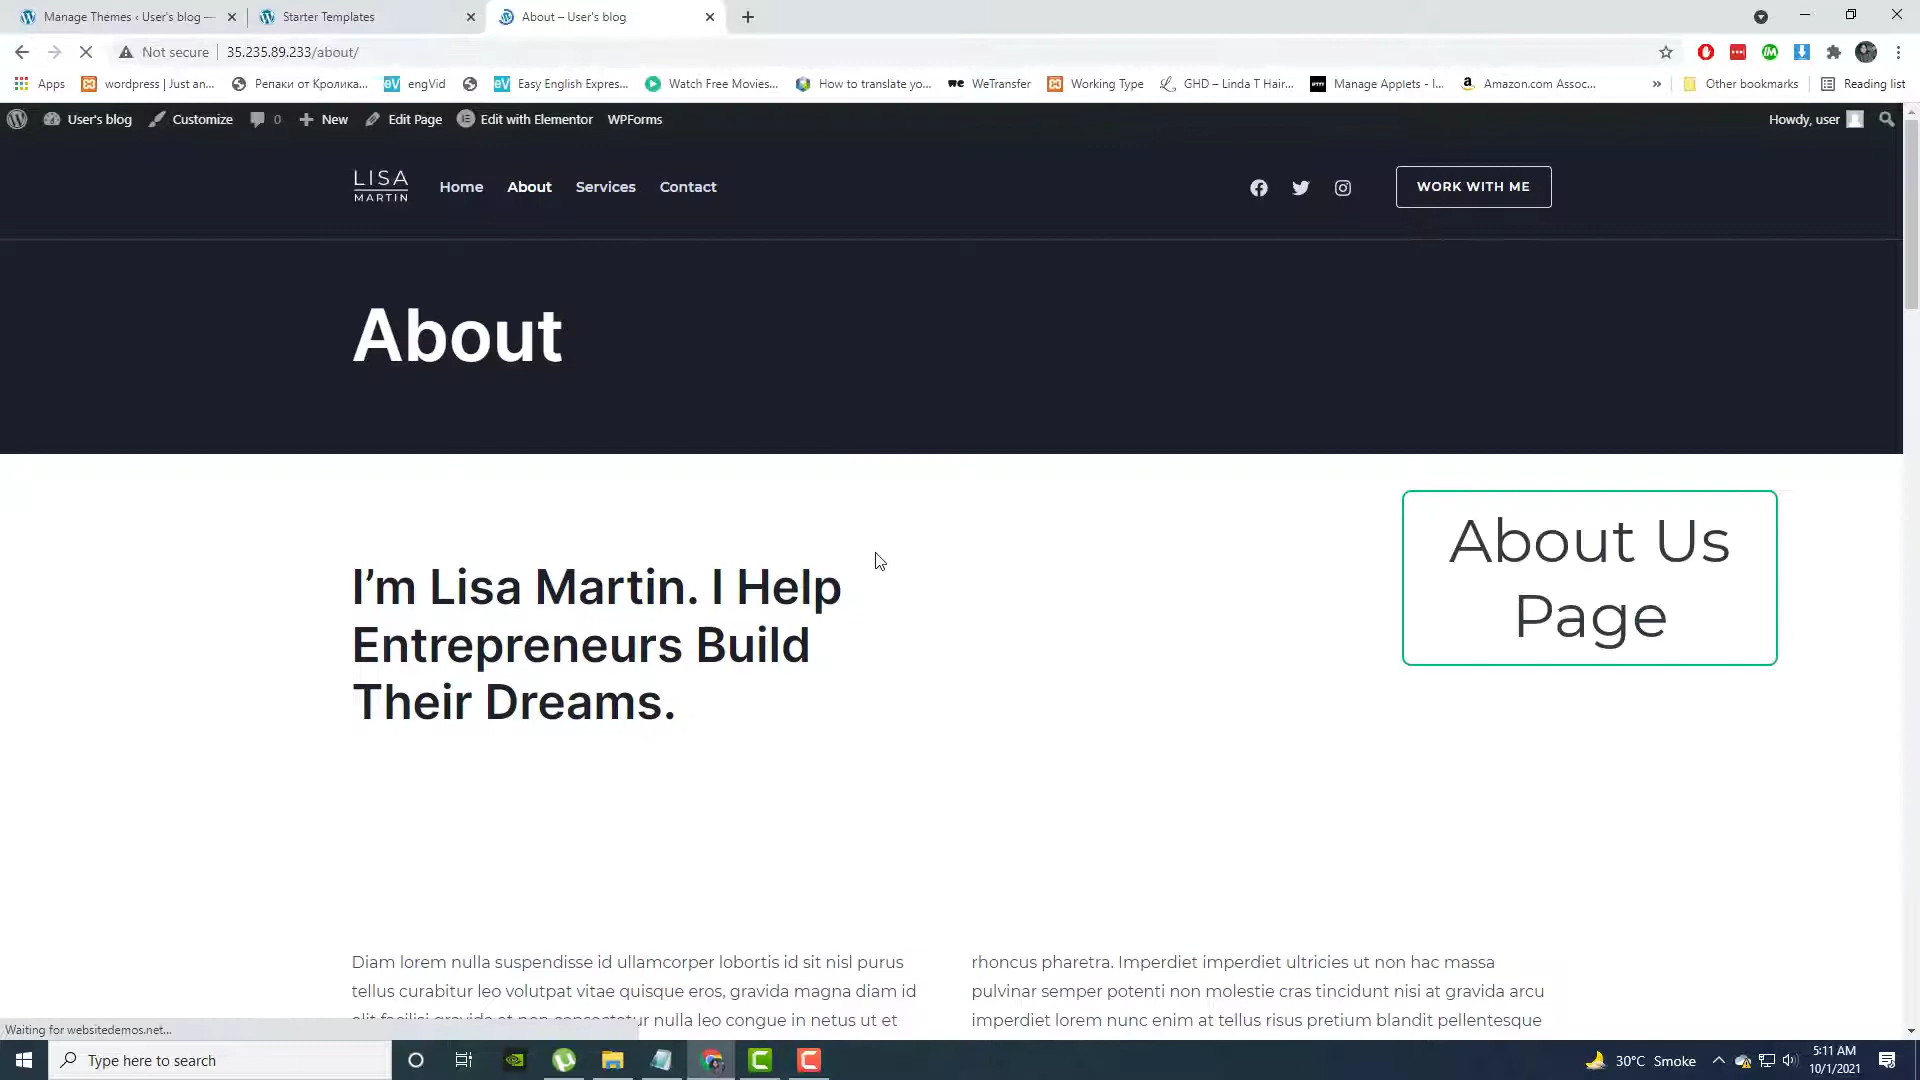 Manage Themes ‹ User's blog —
Starter Templates
About – User's blog
Not secure
35.235.89.233/about/
Apps
wordpress | Just an...
Репаки от Кролика...
engVid
Easy English Expres...
Watch Free Movies...
How to translate yo...
WeTransfer
Working Type
GHD – Linda T Hair...
Manage Applets - I...
Amazon.com Assoc...
»
Other bookmarks
Reading list
User's blog
Customize
0
New
Edit Page
Edit with Elementor
WPForms
Howdy, user
LISA
MARTIN
Home
About
Services
Contact
WORK WITH ME
About
I'm Lisa Martin. I Help
Entrepreneurs Build
Their Dreams.
About Us
Page
Diam lorem nulla suspendisse id ullamcorper lobortis id sit nisl purus
tellus curabitur leo volutpat vitae quisque eros, gravida magna diam id
nulla leo congue in netus ut et
rhoncus pharetra. Imperdiet imperdiet ultricies ut non hac massa
pulvinar semper potenti non molestie cras tincidunt nisi at gravida arcu
imperdiet lorem nunc enim at tellus risus pretium blandit pellentesque
Waiting for websitedemos.net...
Type here to search
30°C Smoke
5:11 AM
10/1/2021